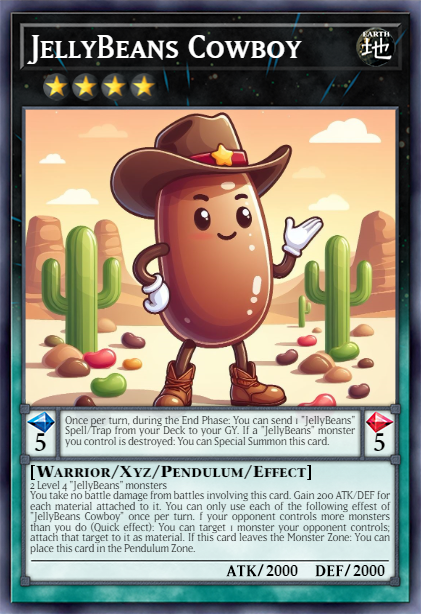 JellyBeans Cowboy
EARTH
地
Once per turn, during the End Phase: You can send 1 "JellyBeans"
Spell/Trap from your Deck to your GY. If a "JellyBeans" monster
you control is destroyed: You can Special Summon this card.
5
5
[Warrior/Xyz/Pendulum/Effect]
2 Level 4 "JellyBeans" monsters
You take no battle damage from battles involving this card. Gain 200 ATK/DEF for
each material attached to it. You can only use each of the following effect of
"JellyBeans Cowboy" once per turn. f your opponent controls more monsters
than you do (Quick effect): You can target 1 monster your opponent controls;
attach that target to it as material. If this card leaves the Monster Zone: You can
place this card in the Pendulum Zone.
ATK/2000 DEF/2000